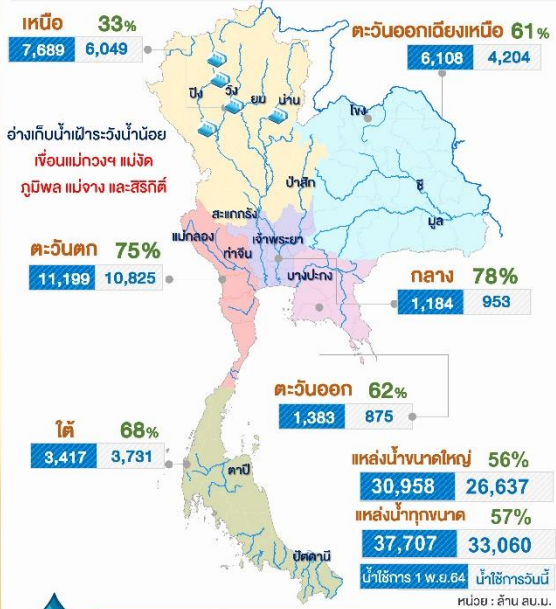 เหนือ 33%
7,689 6,049
ตะวันออกเฉียงเหนือ 61%
6,108 4,204
ปิง
วัง
ยม
น่าน
โขง
อ่างเก็บน้ำเฝ้าระวังน้ำน้อย
เขื่อนแม่กวงฯ แม่งัด
ภูมิพล แม่จาง และสิริกิติ์
ป่าสัก
ชี
มูล
สะแกกรัง
แม่กลอง
ท่าจีน
เจ้าพระยา
บางปะกง
ตะวันตก 75%
11,199 10,825
กลาง 78%
1,184 953
ตะวันออก 62%
1,383 875
ใต้ 68%
3,417 3,731
ตาปี
ปัตตานี
แหล่งน้ำขนาดใหญ่ 56%
30,958 26,637
แหล่งน้ำทุกขนาด 57%
37,707 33,060
น้ำใช้การ 1 พ.ย.64 น้ำใช้การวันนี้
หน่วย : ล้าน ลบ.ม.